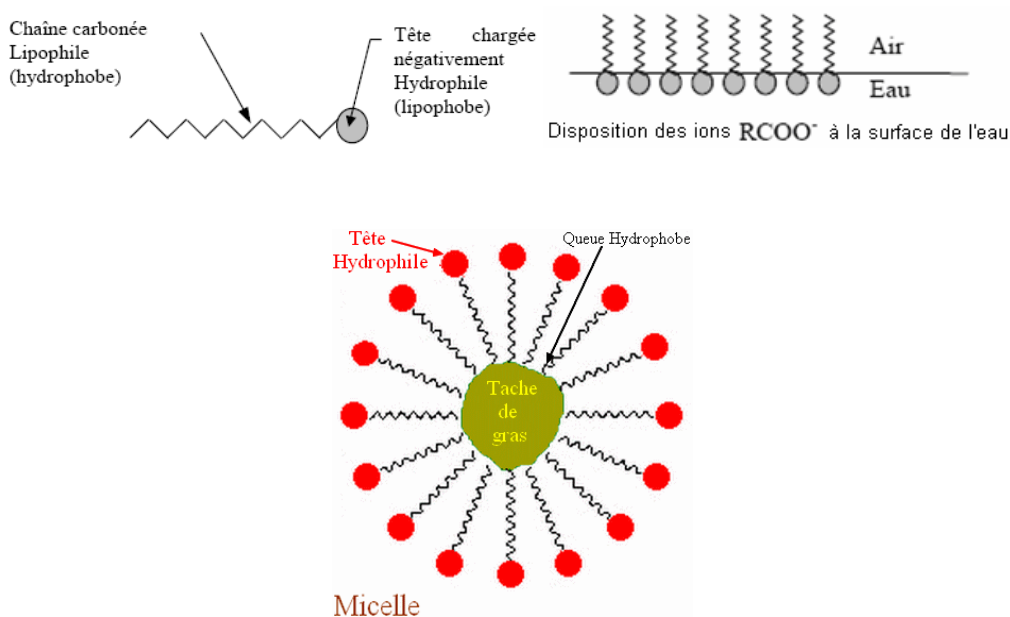 Chaîne carbonée
Lipophile
(hydrophobe)
Tête chargée
négativement
Hydrophile
(lipophobe)
Air
Eau
Disposition des ions RCOO⁻ à la surface de l'eau
Tête
Hydrophile
Queue Hydrophobe
Tache
de
gras
Micelle